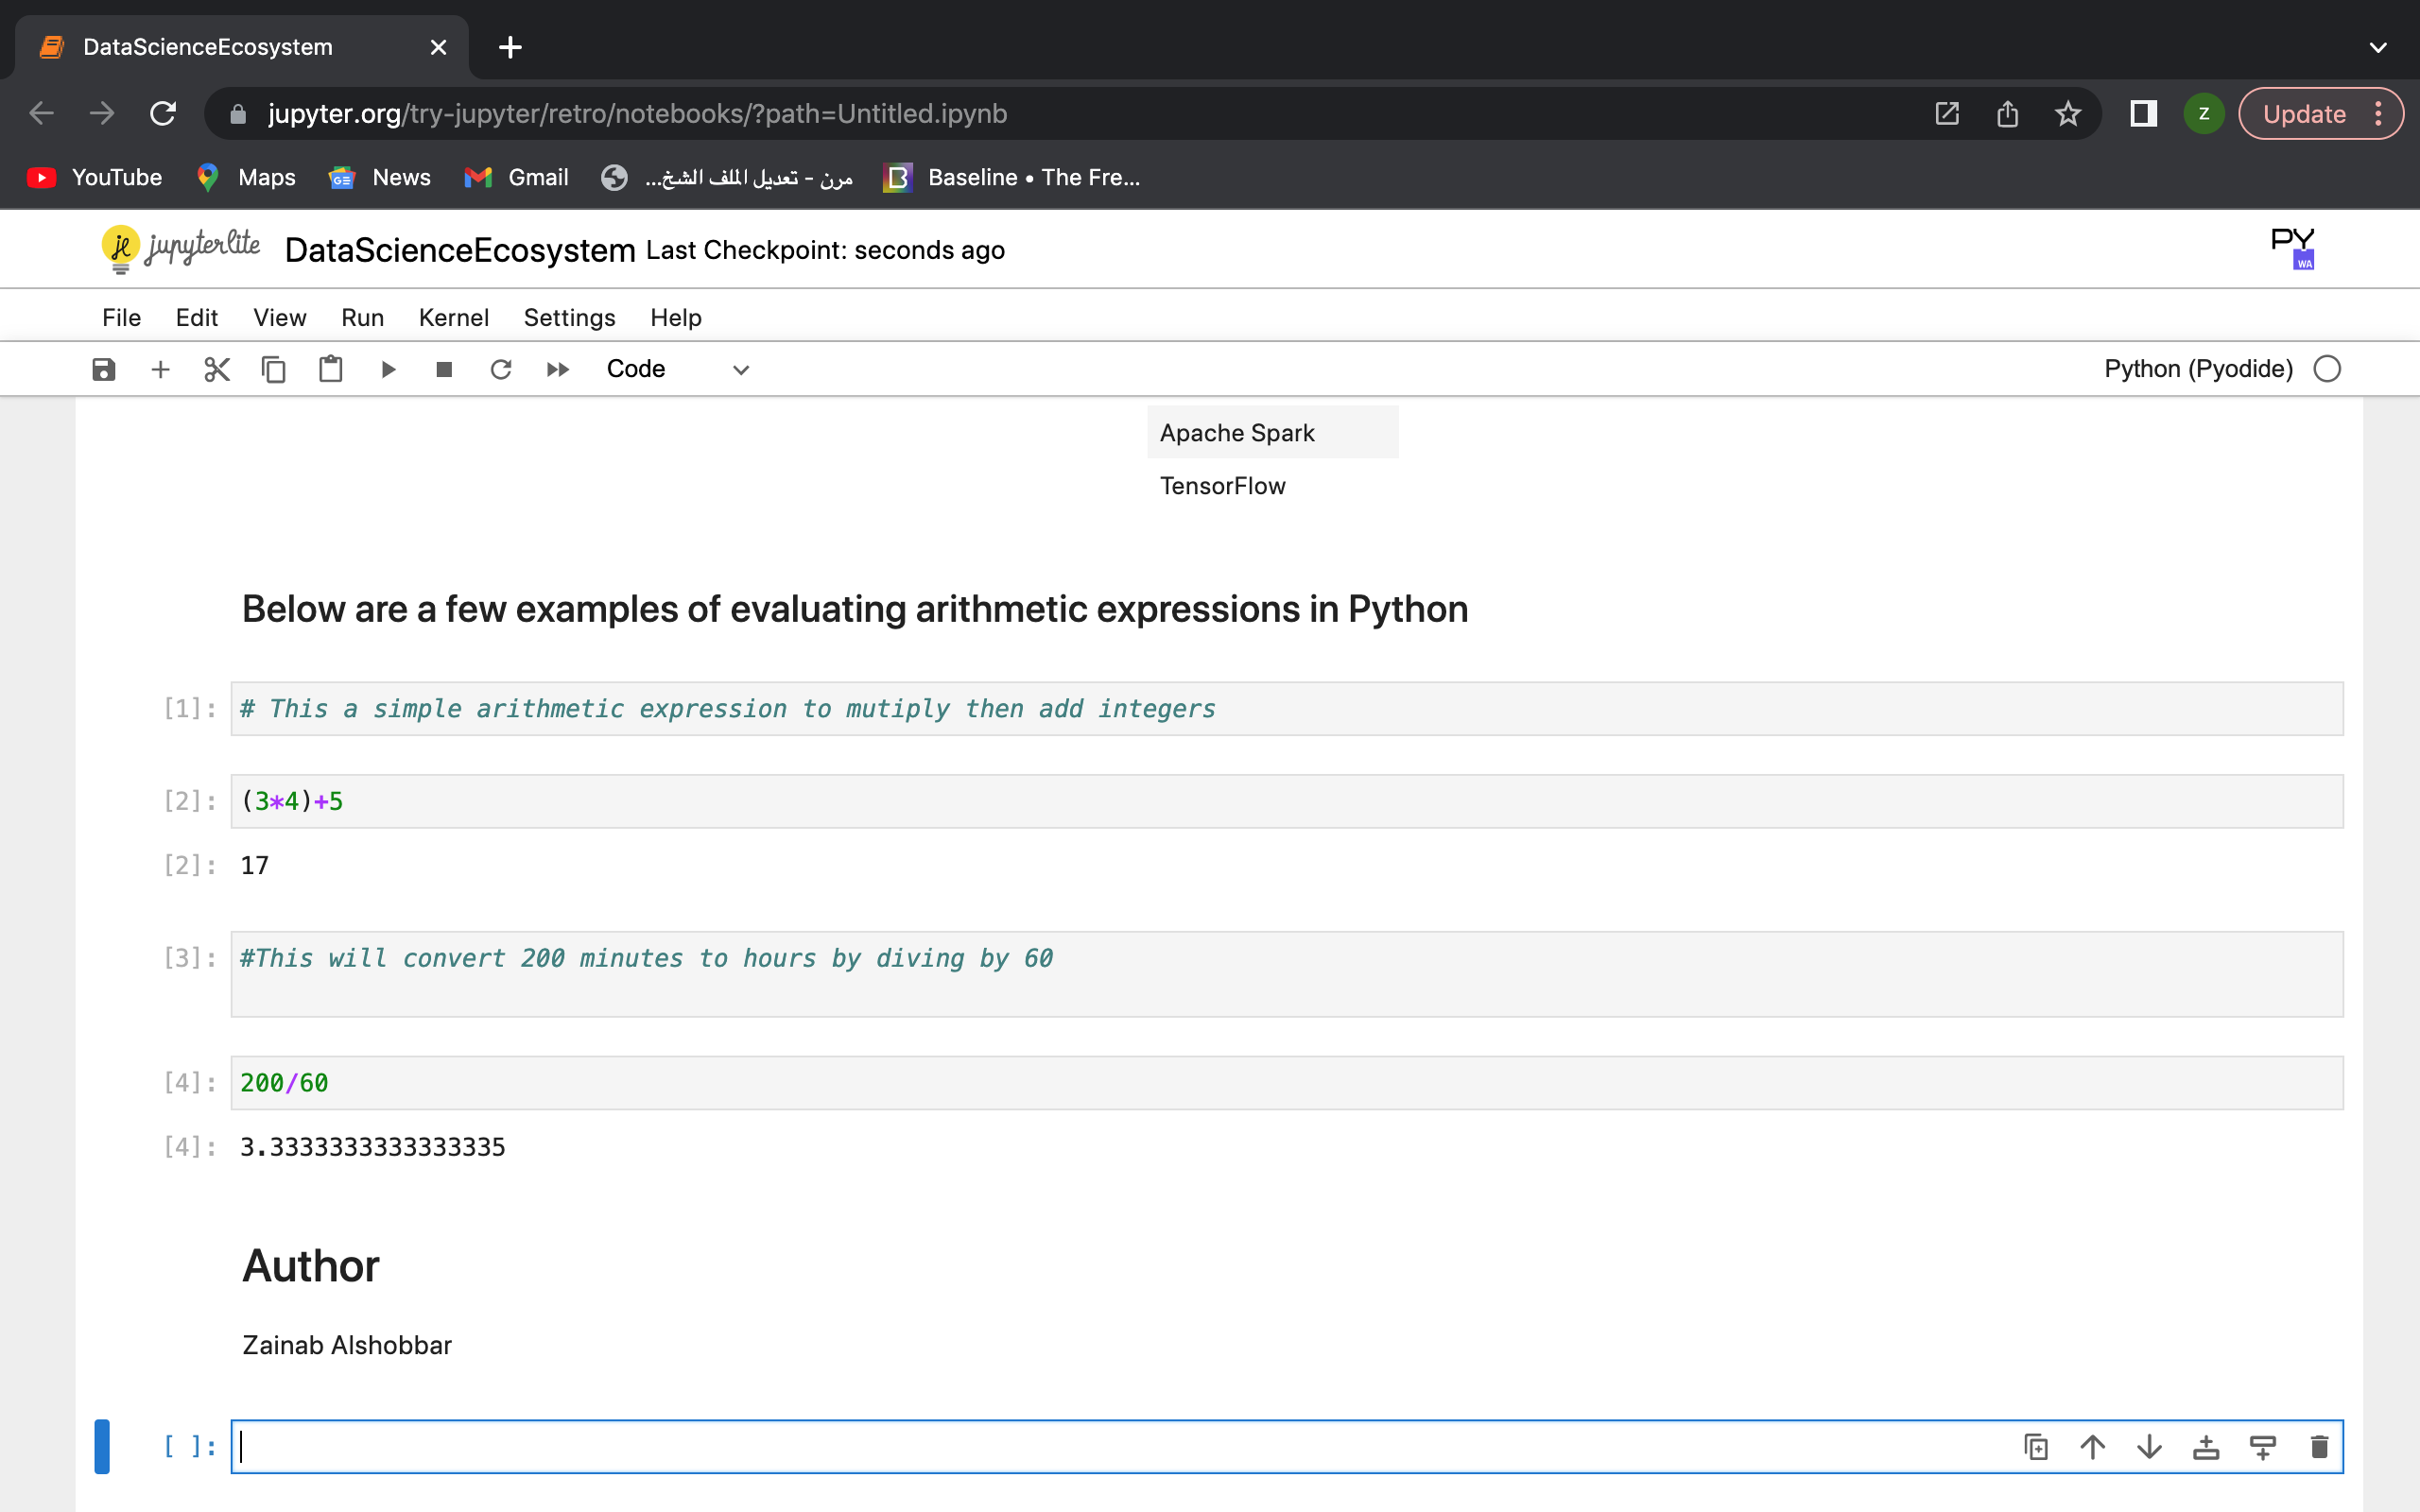 DataScienceEcosystem
jupyter.org/try-jupyter/retro/notebooks/?path=Untitled.ipynb
Z
Update
YouTube
Maps
News
Gmail
مرن - تعديل الملف الشخ...
Baseline • The Fre...
jupyterlite
DataScienceEcosystem Last Checkpoint: seconds ago
PY
WA
File Edit View Run Kernel Settings Help
Code
Python (Pyodide)
Apache Spark
TensorFlow
Below are a few examples of evaluating arithmetic expressions in Python
[1]: # This a simple arithmetic expression to mutiply then add integers
[2]: (3*4)+5
[2]: 17
[3]: #This will convert 200 minutes to hours by diving by 60
[4]: 200/60
[4]: 3.3333333333333335
Author
Zainab Alshobbar
[ ]: